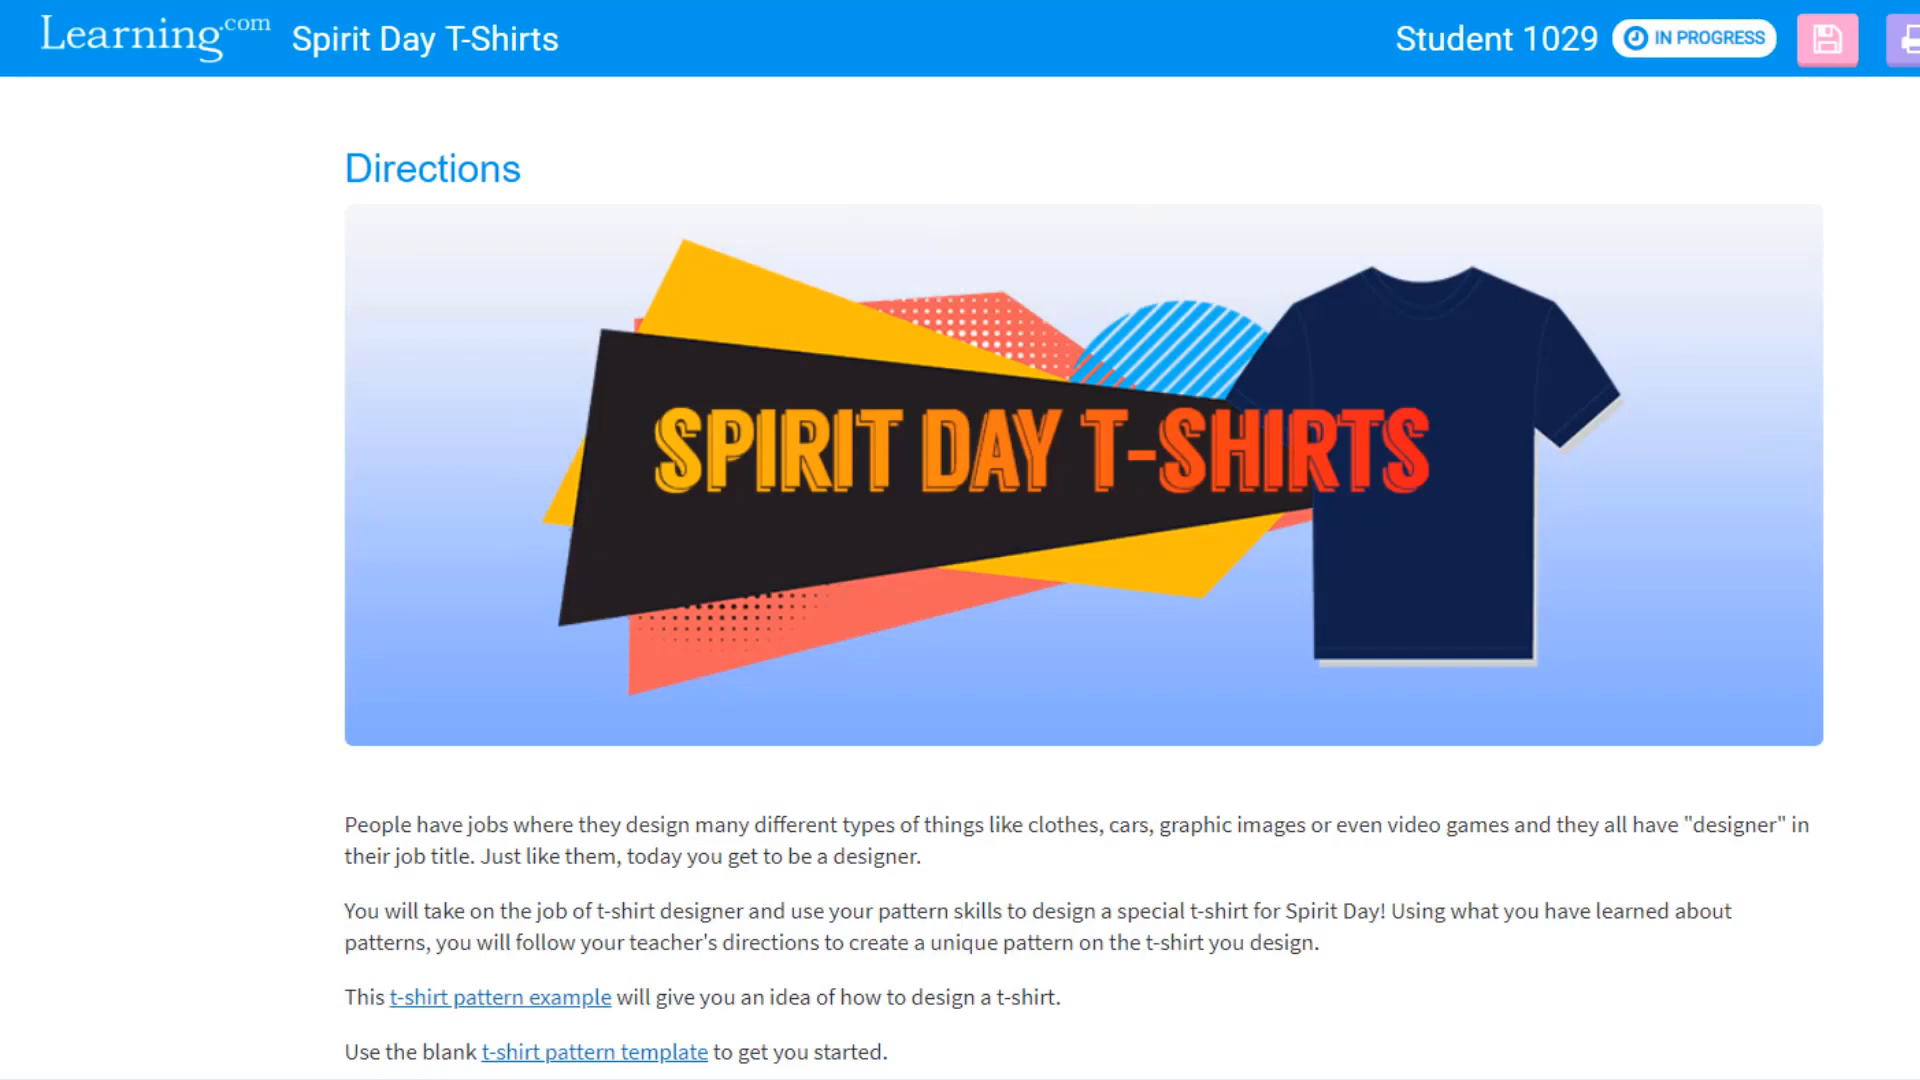 Learning.com Spirit Day T-Shirts
Student 1029 IN PROGRESS
Directions
SPIRIT DAY T-SHIRTS
People have jobs where they design many different types of things like clothes, cars, graphic images or even video games and they all have "designer" in
their job title. Just like them, today you get to be a designer.
You will take on the job of t-shirt designer and use your pattern skills to design a special t-shirt for Spirit Day! Using what you have learned about
patterns, you will follow your teacher's directions to create a unique pattern on the t-shirt you design.
This t-shirt pattern example will give you an idea of how to design a t-shirt.
Use the blank t-shirt pattern template to get you started.